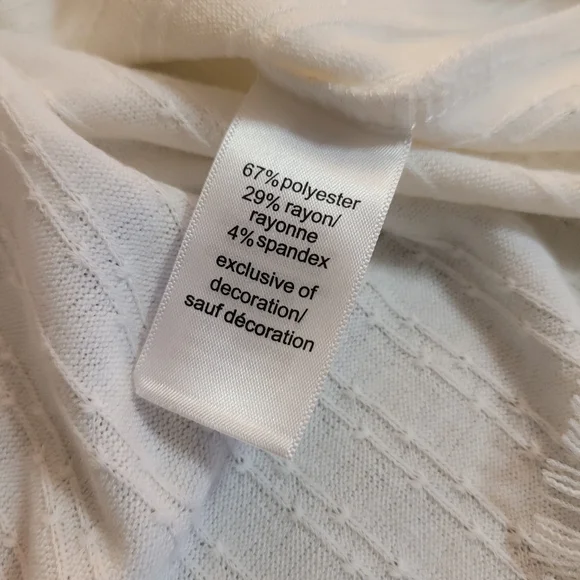 67% polyester
29% rayon/
rayonne
4% spandex
exclusive of
decoration/
sauf décoration